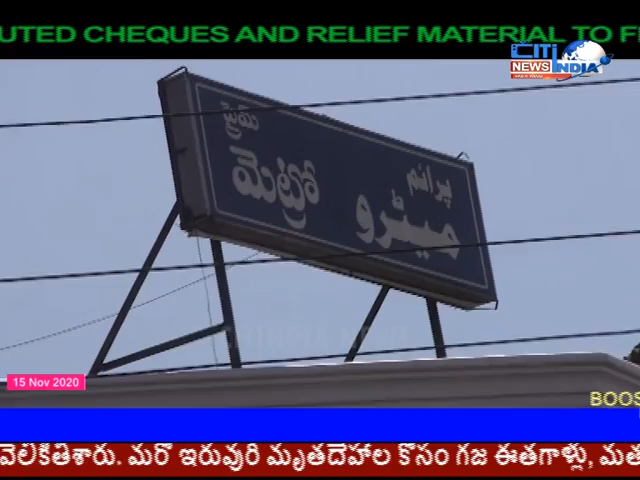 UTED CHEQUES AND RELIEF MATERIAL TO F
CITI
NEWS INDIA
ప్రైమ్
మెట్రో
پرائم
میٹرو
15 Nov 2020
BOOS
వెలికితీశారు. మరో ఇరువురి మృతదేహాల కోసం గజ ఈతగాళ్లు, మత